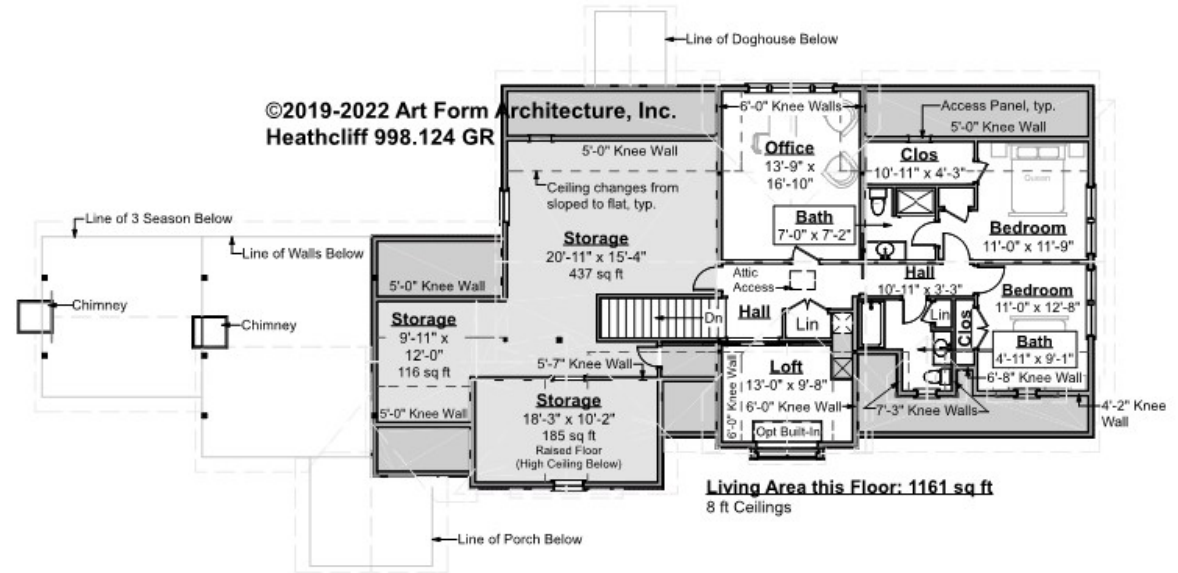 Line of Doghouse Below
©2019-2022 Art Form Architecture, Inc.
Heathcliff 998.124 GR
6'-0" Knee Walls
Access Panel, typ.
5'-0" Knee Wall
5'-0" Knee Wall
Office
13'-9" x
16'-10"
Clos
10'-11" x 4'-3"
Queen
Ceiling changes from
sloped to flat, typ.
Bath
7'-0" x 7'-2"
Bedroom
11'-0" x 11'-9"
Line of 3 Season Below
Line of Walls Below
Storage
20'-11" x 15'-4"
437 sq ft
Attic
Access
Hall
10'-11" x 3'-3"
Bedroom
11'-0" x 12'-8"
5'-0" Knee Wall
Chimney
Chimney
Storage
9'-11" x
12'-0"
116 sq ft
Dn
Hall
Lin
Lin
Clos
Bath
4'-11" x 9'-1"
5'-7" Knee Wall
Loft
13'-0" x 9'-8"
6'-0" Knee Wall
6'-0" Knee Wall
6'-8" Knee Wall
7'-3" Knee Walls
4'-2" Knee
Wall
5'-0" Knee Wall
Storage
18'-3" x 10'-2"
185 sq ft
Raised Floor
(High Ceiling Below)
Opt Built-In
Living Area this Floor: 1161 sq ft
8 ft Ceilings
Line of Porch Below